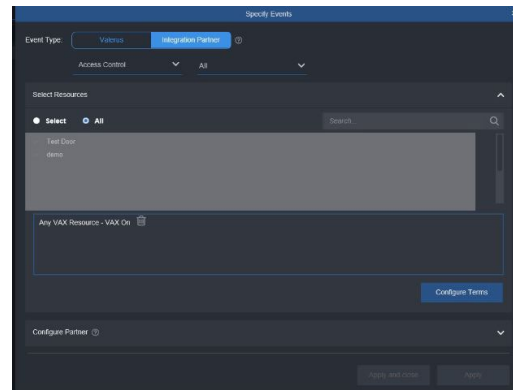 Specify Events
Event Type: Valerus Integration Partner ?
Access Control All
Select Resources
Select All Search...
Test Door
demo
Any VAX Resource - VAX On
Configure Terms
Configure Partner ?
Apply and close Apply